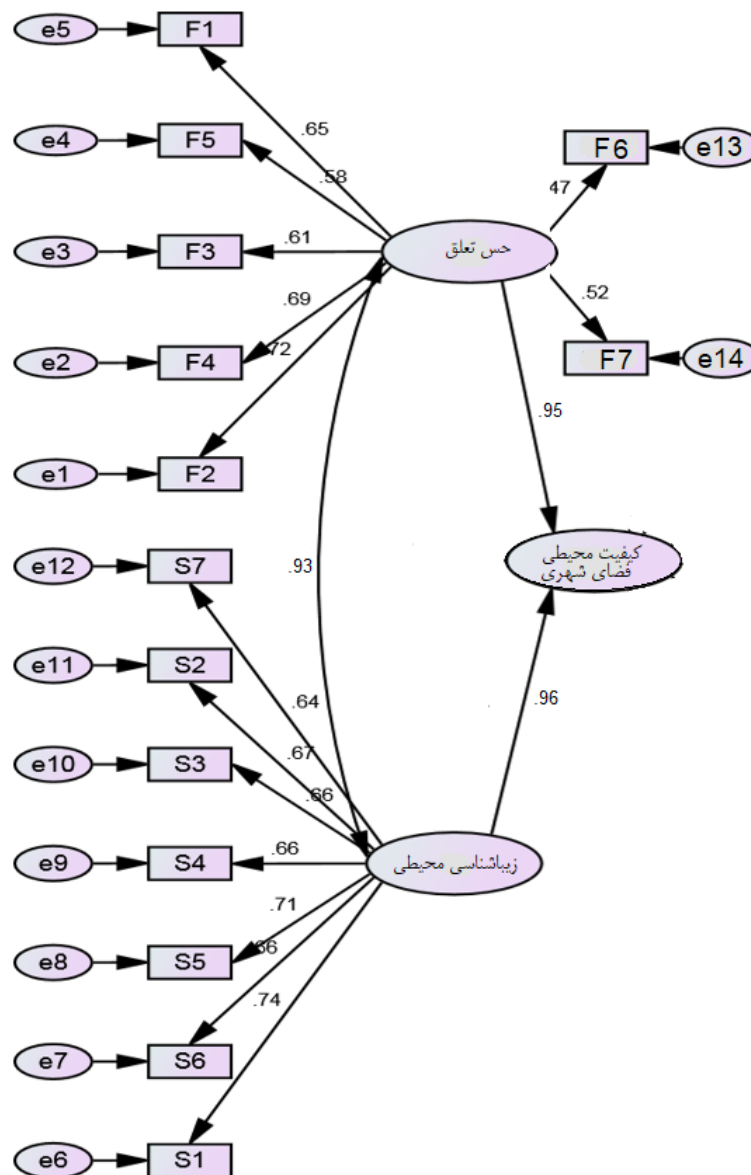 e5
F1
.65
e4
F5
.58
e3
F3
.61
e2
F4
.69
e1
F2
.72
حس تعلق
47
F6
e13
.52
F7
e14
.95
.93
کیفیت محیطی
فضای شهری
.96
e12
S7
.64
e11
S2
.67
e10
S3
.66
e9
S4
.66
زیباشناسی محیطی
e8
S5
.71
e7
S6
.66
e6
S1
.74